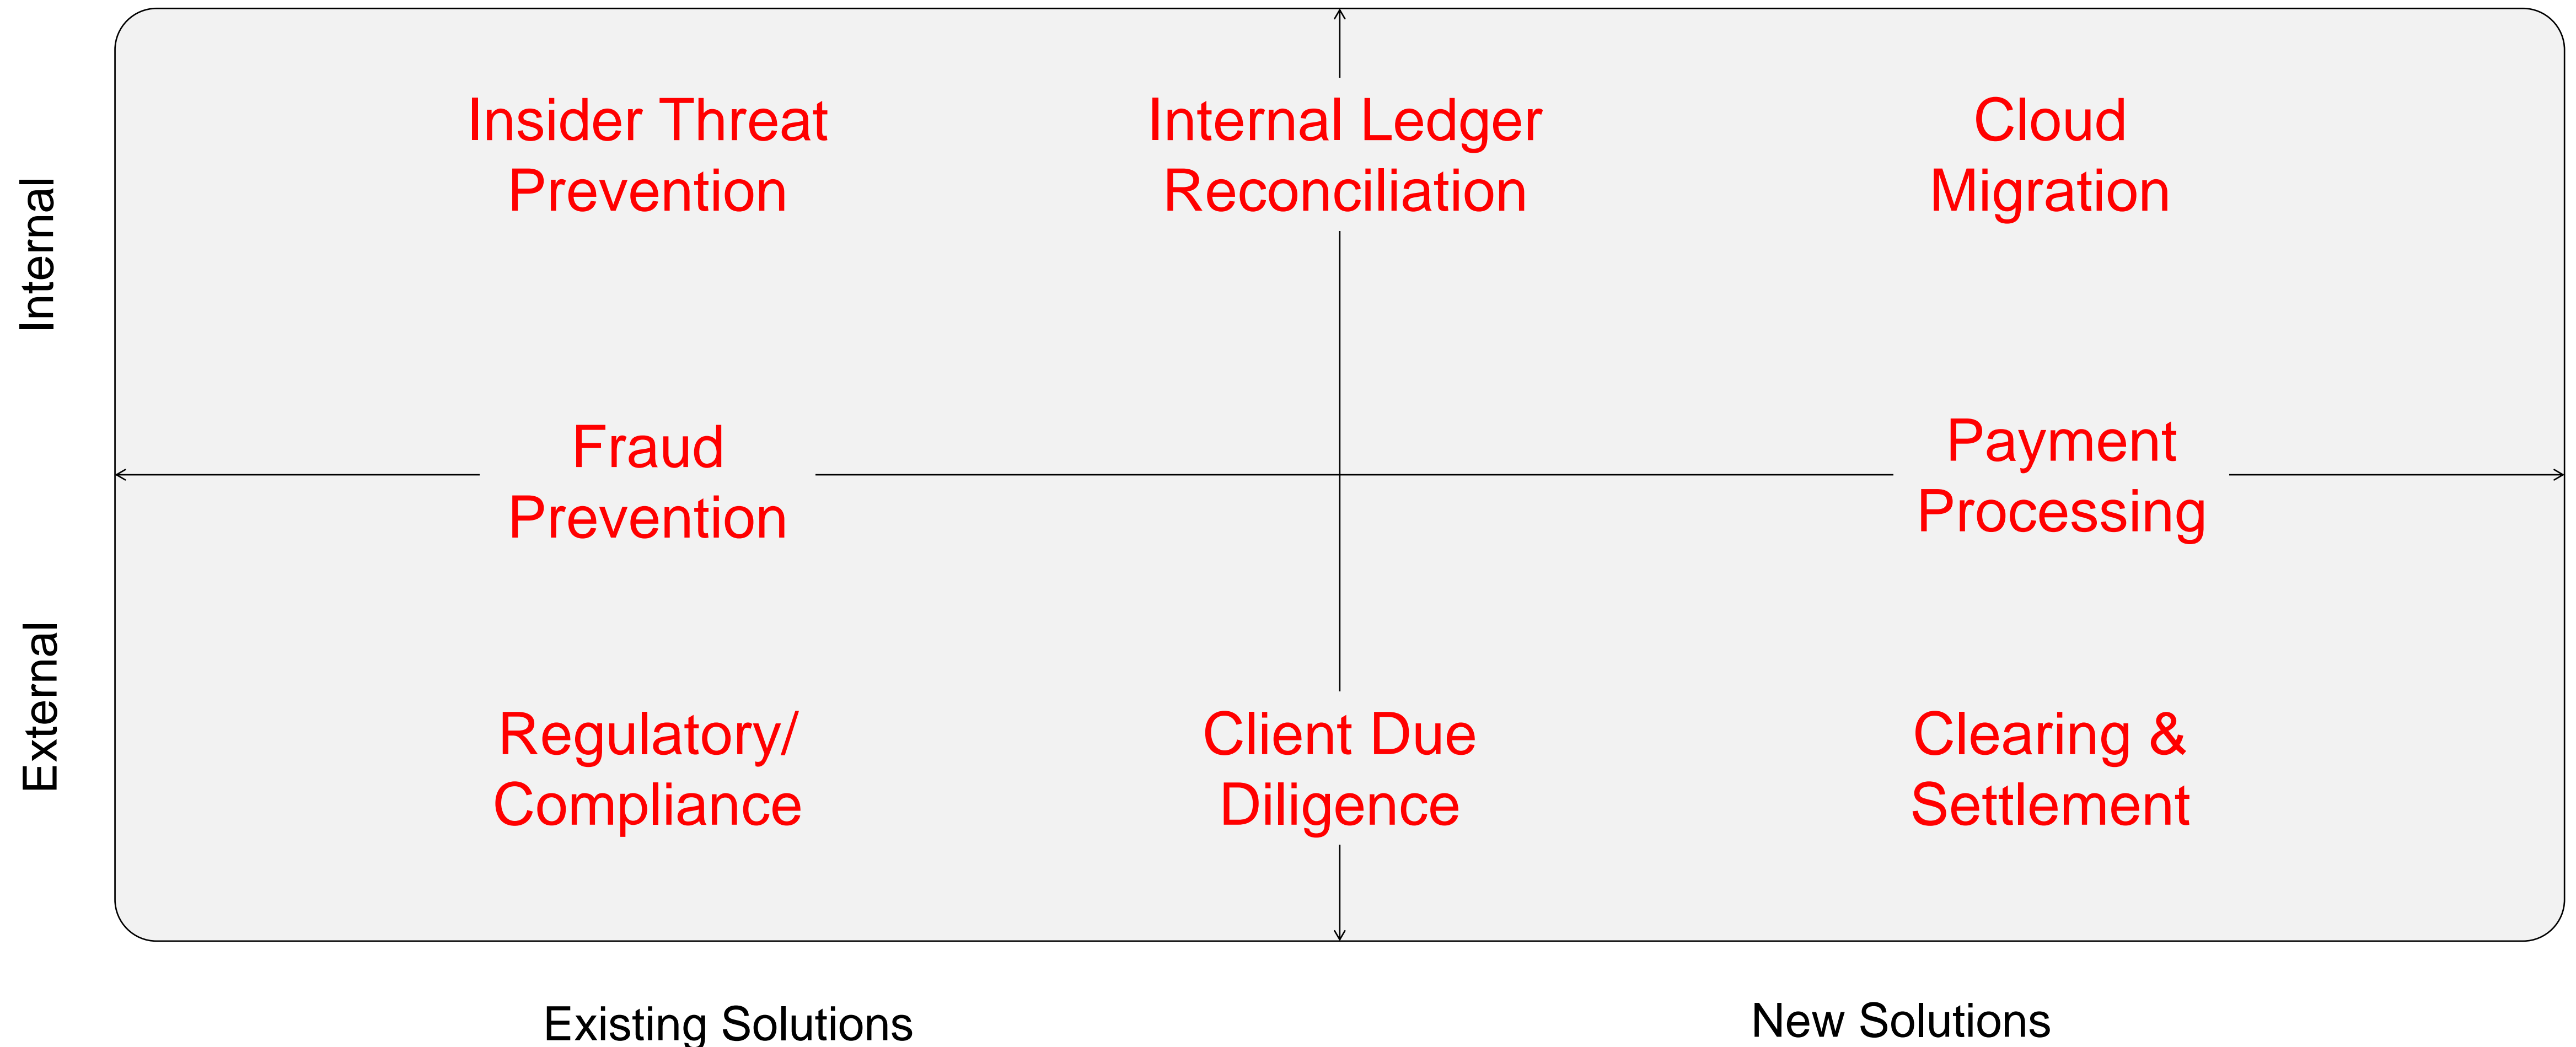 Internal
Insider Threat
Prevention
Internal Ledger
Reconciliation
Cloud
Migration
Fraud
Prevention
Payment
Processing
External
Regulatory/
Compliance
Client Due
Diligence
Clearing &
Settlement
Existing Solutions
New Solutions